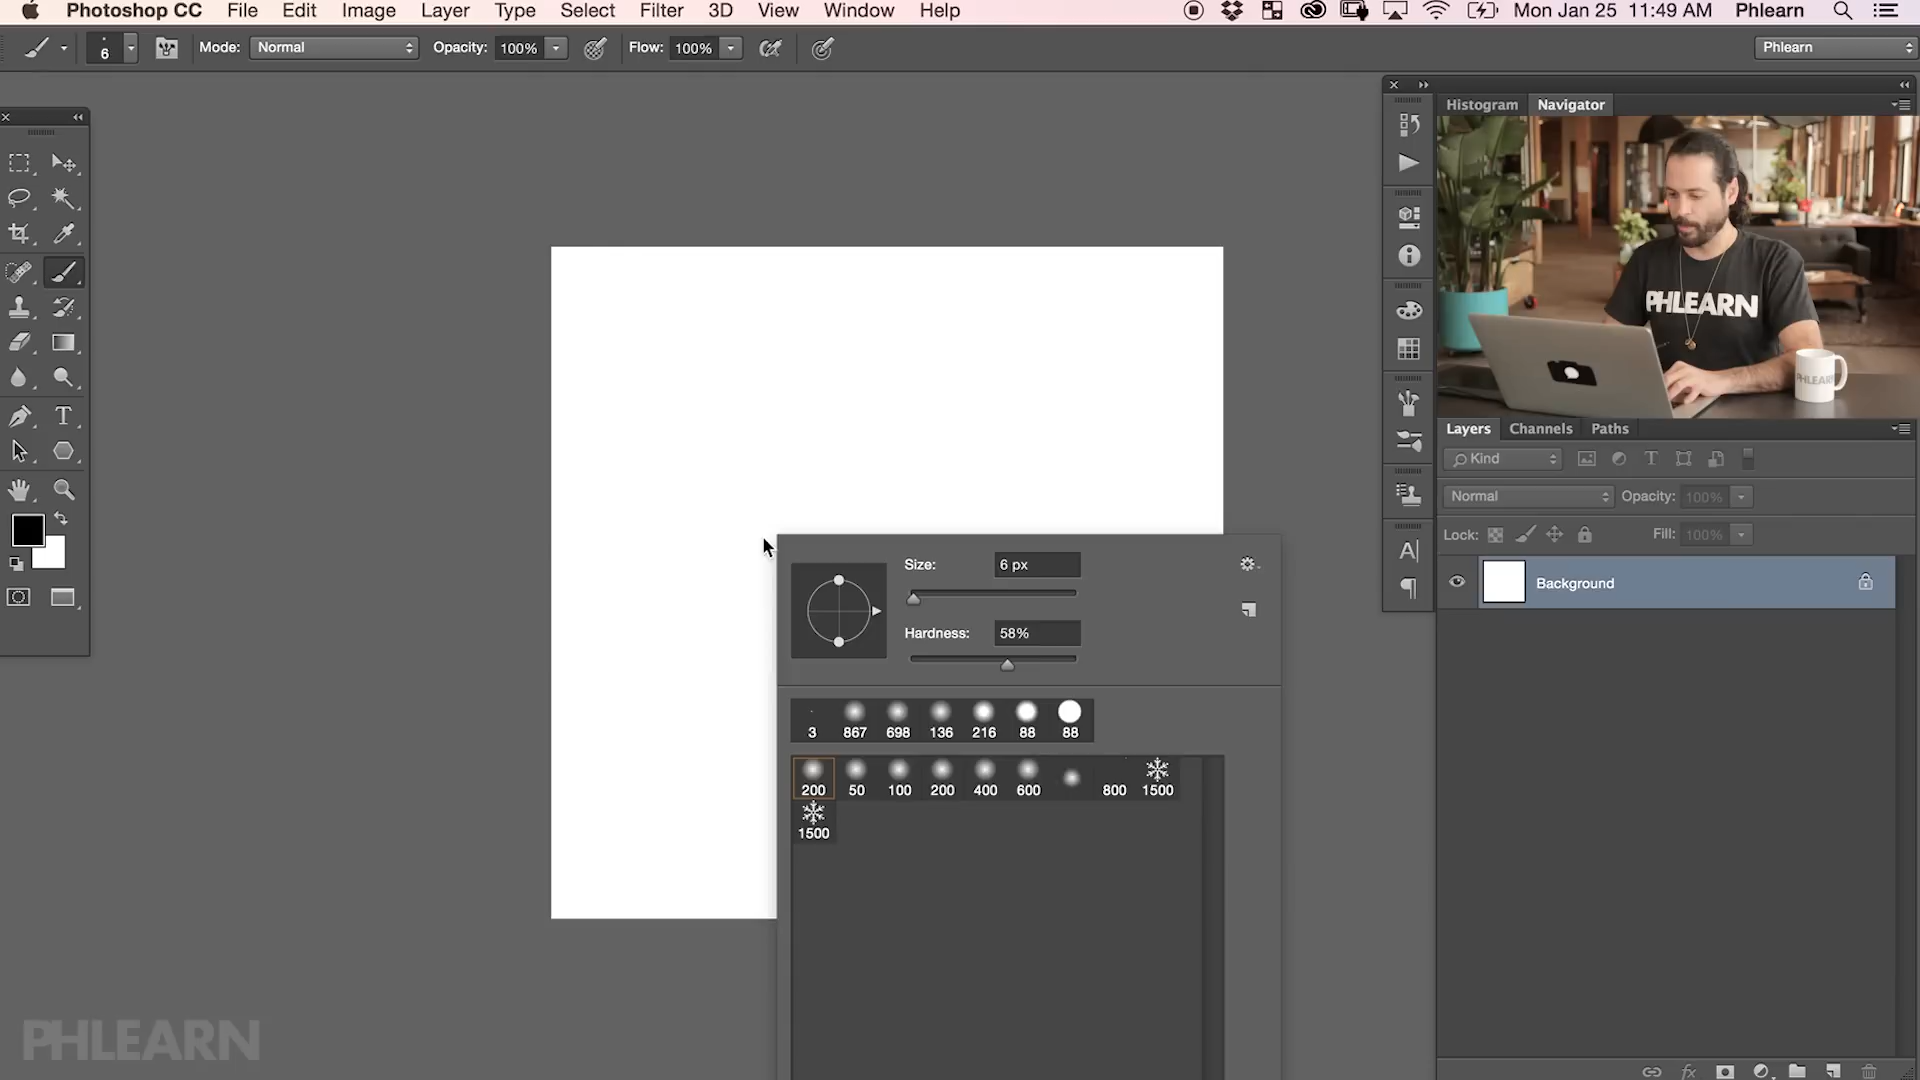 Photoshop CC File Edit Image Layer Type Select Filter 3D View Window Help Mon Jan 25 11:49 AM Phlearn
6 Mode: Normal Opacity: 100% Flow: 100% Phlearn
Histogram Navigator
PHLEARN
PHLEARN
Layers Channels Paths
Kind
Normal Opacity: 100%
Lock: Fill: 100%
Background
Size: 6 px
Hardness: 58%
3 867 698 136 216 88 88
200 50 100 200 400 600 800 1500
1500
PHLEARN